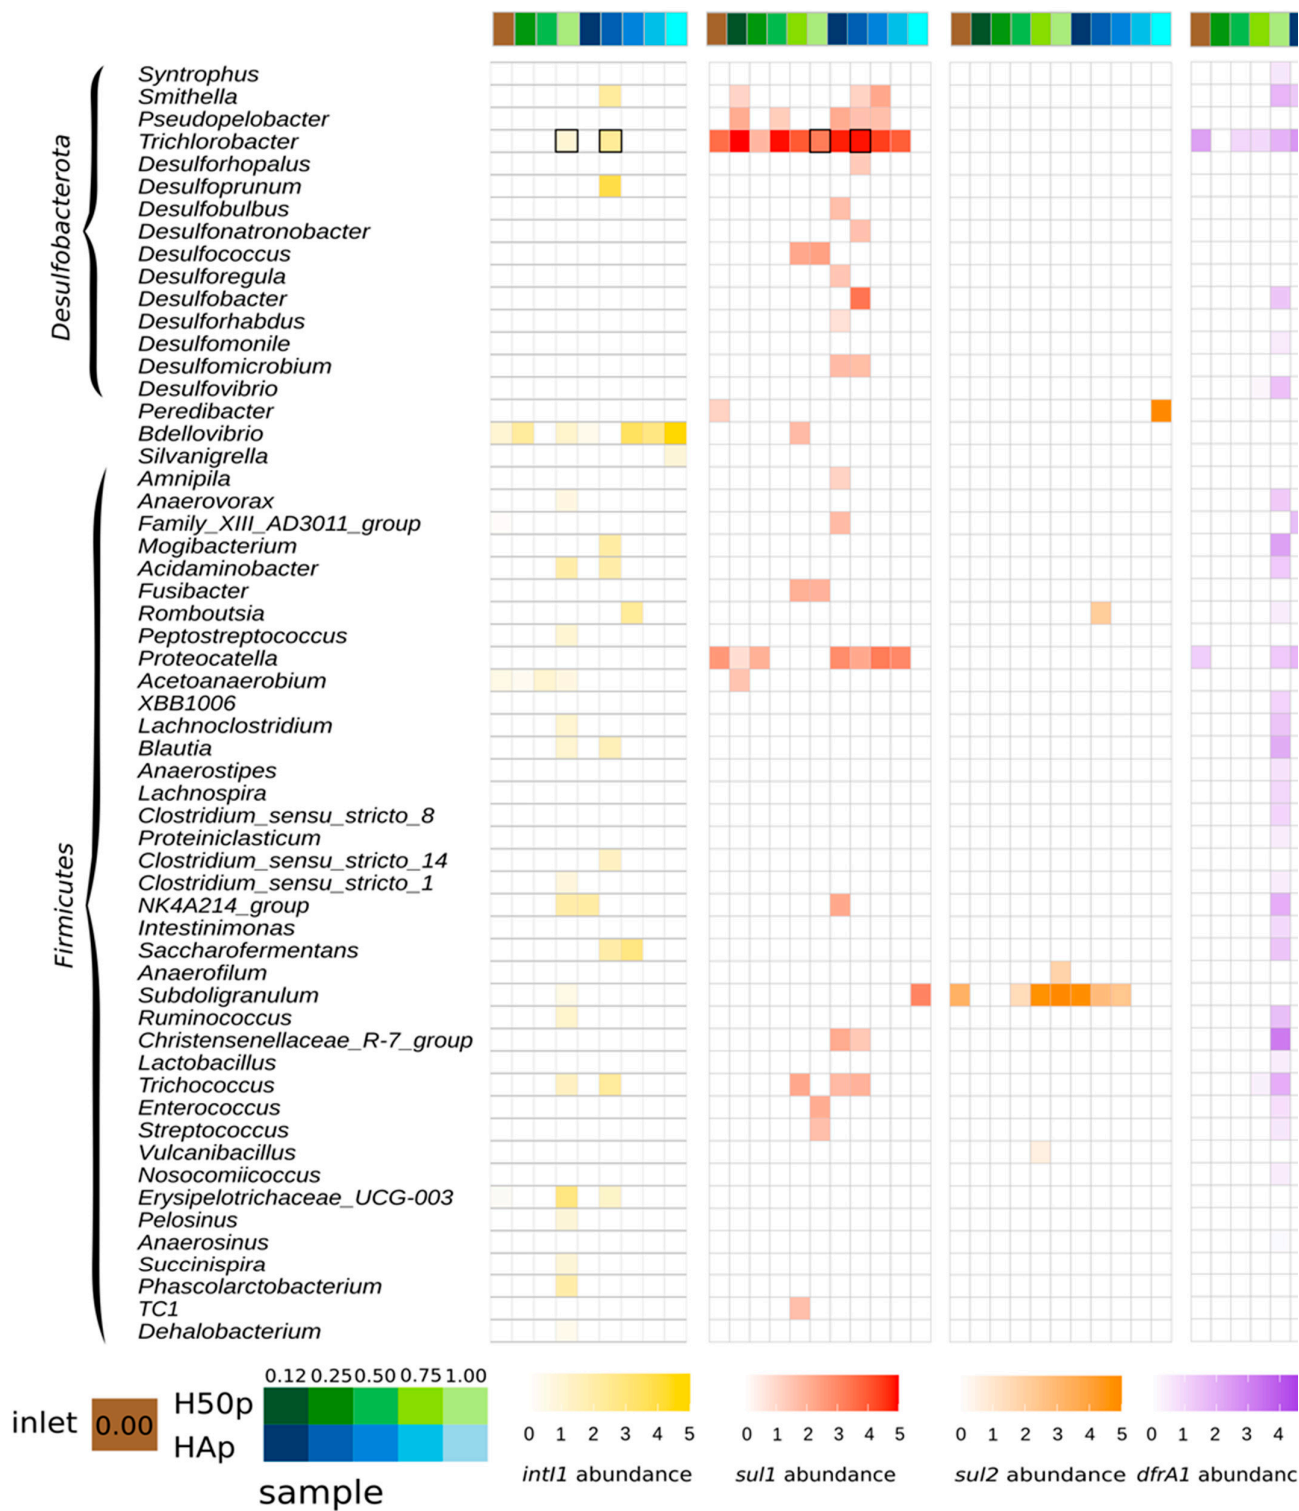 Desulfobacterota
Syntrophus
Smithella
Pseudopelobacter
Trichlorobacter
Desulforhopalus
Desulfoprunum
Desulfobulbus
Desulfonatronobacter
Desulfococcus
Desulforegula
Desulfobacter
Desulforhabdus
Desulfomonile
Desulfomicrobium
Desulfovibrio
Peredibacter
Bdellovibrio
Silvanigrella
Firmicutes
Amnipila
Anaerovorax
Family_XIII_AD3011_group
Mogibacterium
Acidaminobacter
Fusibacter
Romboutsia
Peptostreptococcus
Proteocatella
Acetoanaerobium
XBB1006
Lachnoclostridium
Blautia
Anaerostipes
Lachnospira
Clostridium_sensu_stricto_8
Proteiniclasticum
Clostridium_sensu_stricto_14
Clostridium_sensu_stricto_1
NK4A214_group
Intestinimonas
Saccharofermentans
Anaerofilum
Subdoligranulum
Ruminococcus
Christensenellaceae_R-7_group
Lactobacillus
Trichococcus
Enterococcus
Streptococcus
Vulcanibacillus
Nosocomiicoccus
Erysipelotrichaceae_UCG-003
Pelosinus
Anaerosinus
Succinispira
Phascolarctobacterium
TC1
Dehalobacterium
0.12 0.25 0.50 0.75 1.00
inlet 0.00 H50p
HAp
sample
0 1 2 3 4 5
intI1 abundance
0 1 2 3 4 5
sul1 abundance
0 1 2 3 4 5
sul2 abundance
0 1 2 3 4
dfrA1 abundanc